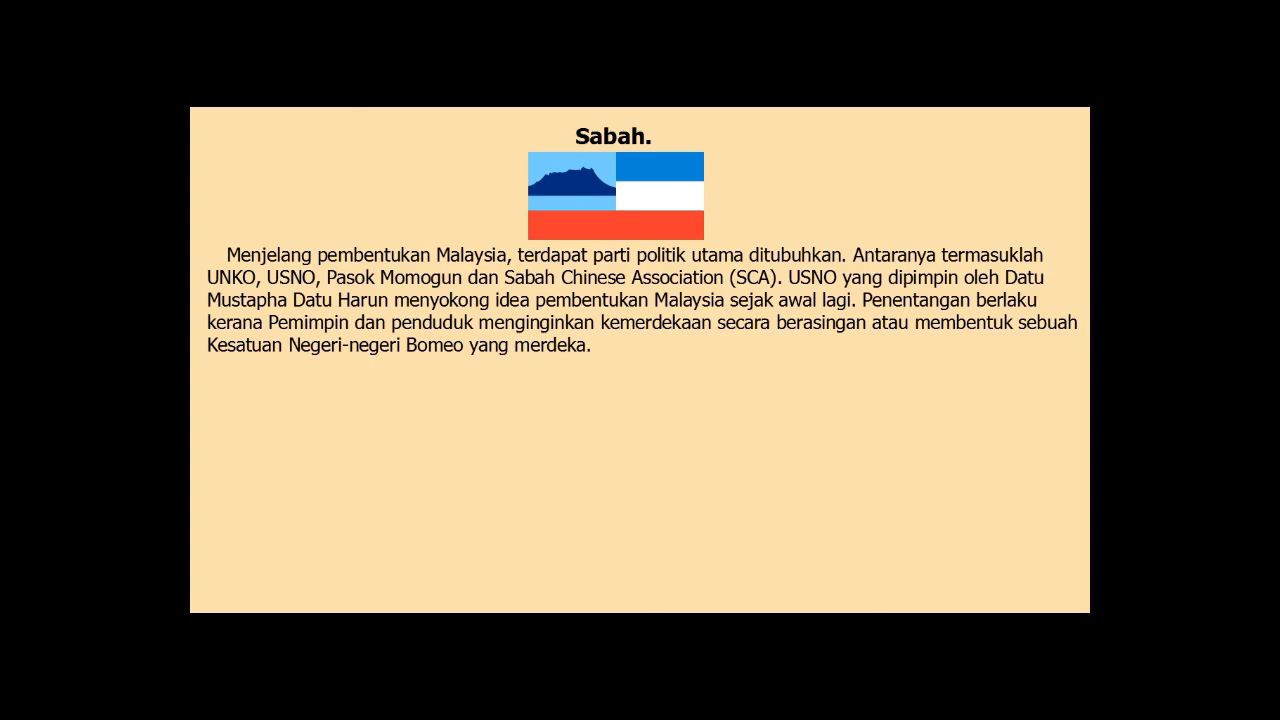 Sabah.
Menjelang pembentukan Malaysia, terdapat parti politik utama ditubuhkan. Antaranya termasuklah
UNKO, USNO, Pasok Momogun dan Sabah Chinese Association (SCA). USNO yang dipimpin oleh Datu
Mustapha Datu Harun menyokong idea pembentukan Malaysia sejak awal lagi. Penentangan berlaku
kerana Pemimpin dan penduduk menginginkan kemerdekaan secara berasingan atau membentuk sebuah
Kesatuan Negeri-negeri Bomeo yang merdeka.